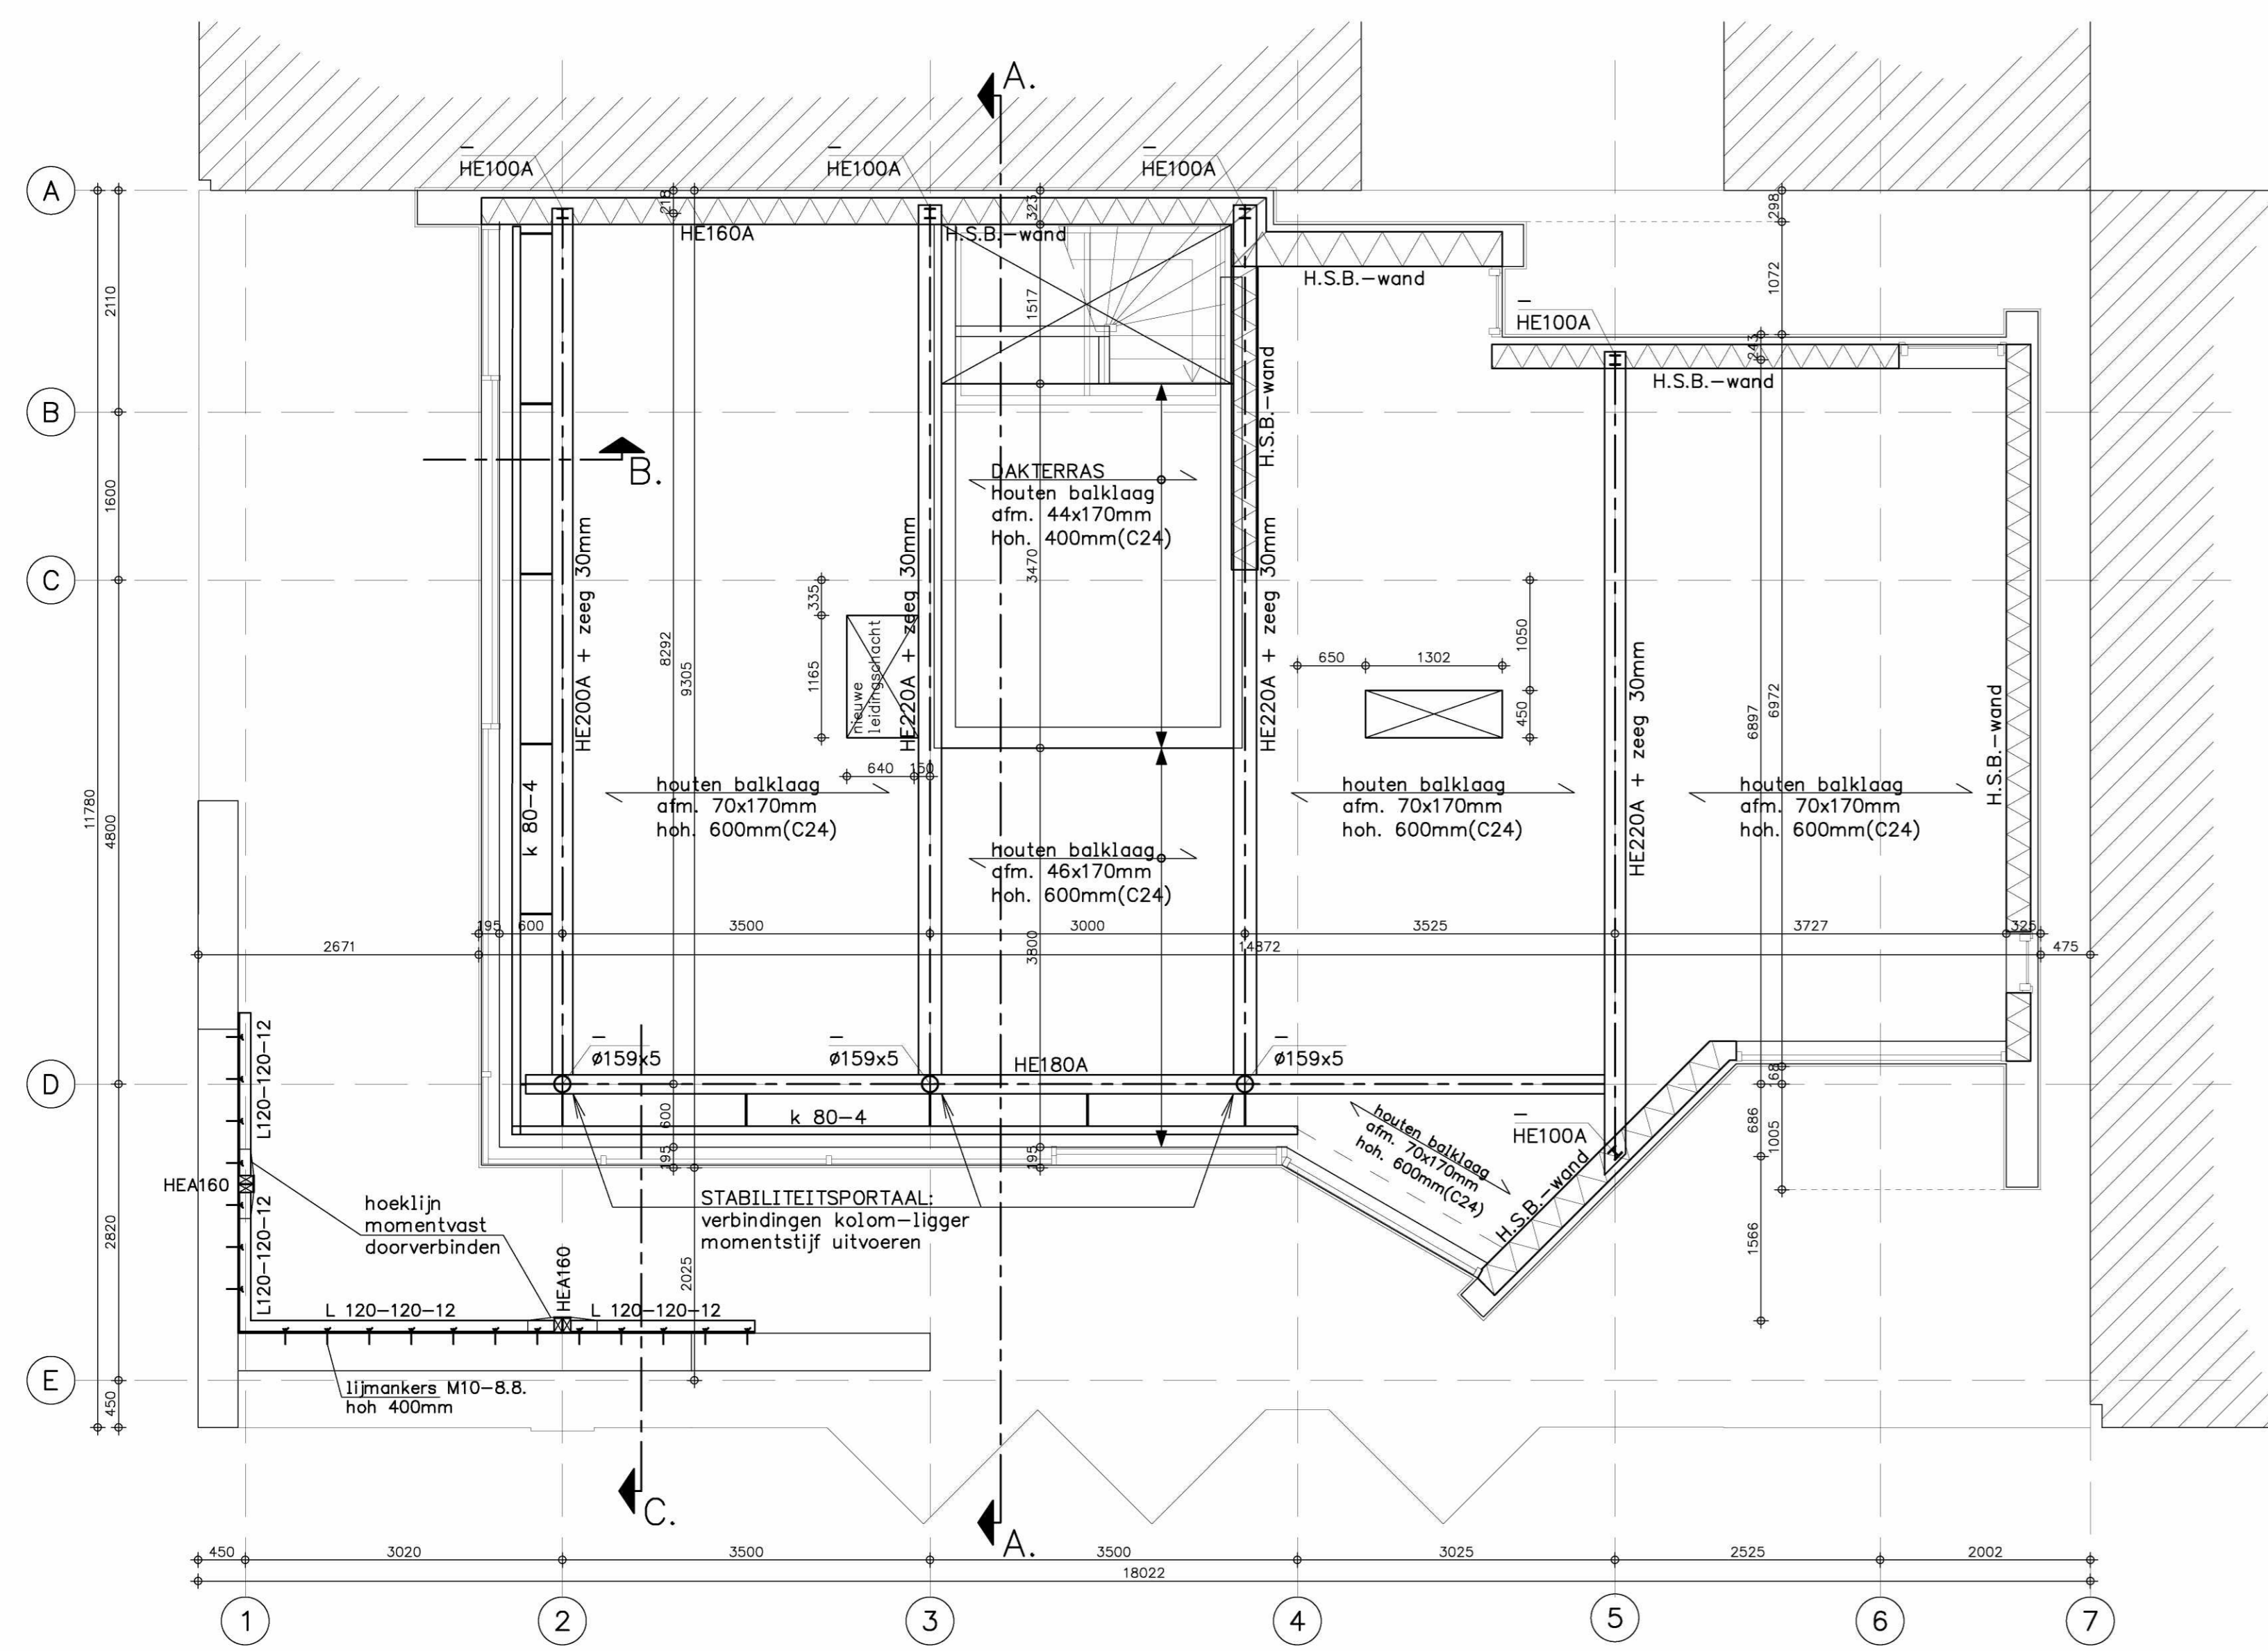 A.
HE100A
HE100A
HE100A
A
218
323
298
HE160A
H.S.B.-wand
H.S.B.-wand
2110
1517
1072
HE100A
243
H.S.B.-wand
H.S.B.-wand
B
B.
DAKTERRAS
houten balklaag
afm. 44x170mm
hoh. 400mm(C24)
1600
3470
HE200A + zeeg 30mm
HE220A + zeeg 30mm
HE220A + zeeg 30mm
HE220A + zeeg 30mm
C
335
1165
nieuwe
leidingschacht
8292
9305
650
1302
1050
450
6897
6972
H.S.B.-wand
640
150
11780
4800
k 80-4
houten balklaag
afm. 70x170mm
hoh. 600mm(C24)
houten balklaag
afm. 46x170mm
hoh. 600mm(C24)
houten balklaag
afm. 70x170mm
hoh. 600mm(C24)
houten balklaag
afm. 70x170mm
hoh. 600mm(C24)
195
600
3500
3000
3525
3727
325
2671
14872
475
3800
L120-120-12
ø159x5
ø159x5
ø159x5
HE180A
D
168
600
k 80-4
houten balklaag
afm. 70x170mm
hoh. 600mm(C24)
HE100A
686
1005
195
195
HEA160
L120-120-12
hoeklijn
momentvast
doorverbinden
STABILITEITSPORTAAL:
verbindingen kolom-ligger
momentstijf uitvoeren
H.S.B.-wand
1566
2820
2025
HEA160
L 120-120-12
L 120-120-12
E
lijmankers M10-8.8.
hoh 400mm
450
C.
A.
450
3020
3500
3500
3025
2525
2002
18022
1
2
3
4
5
6
7